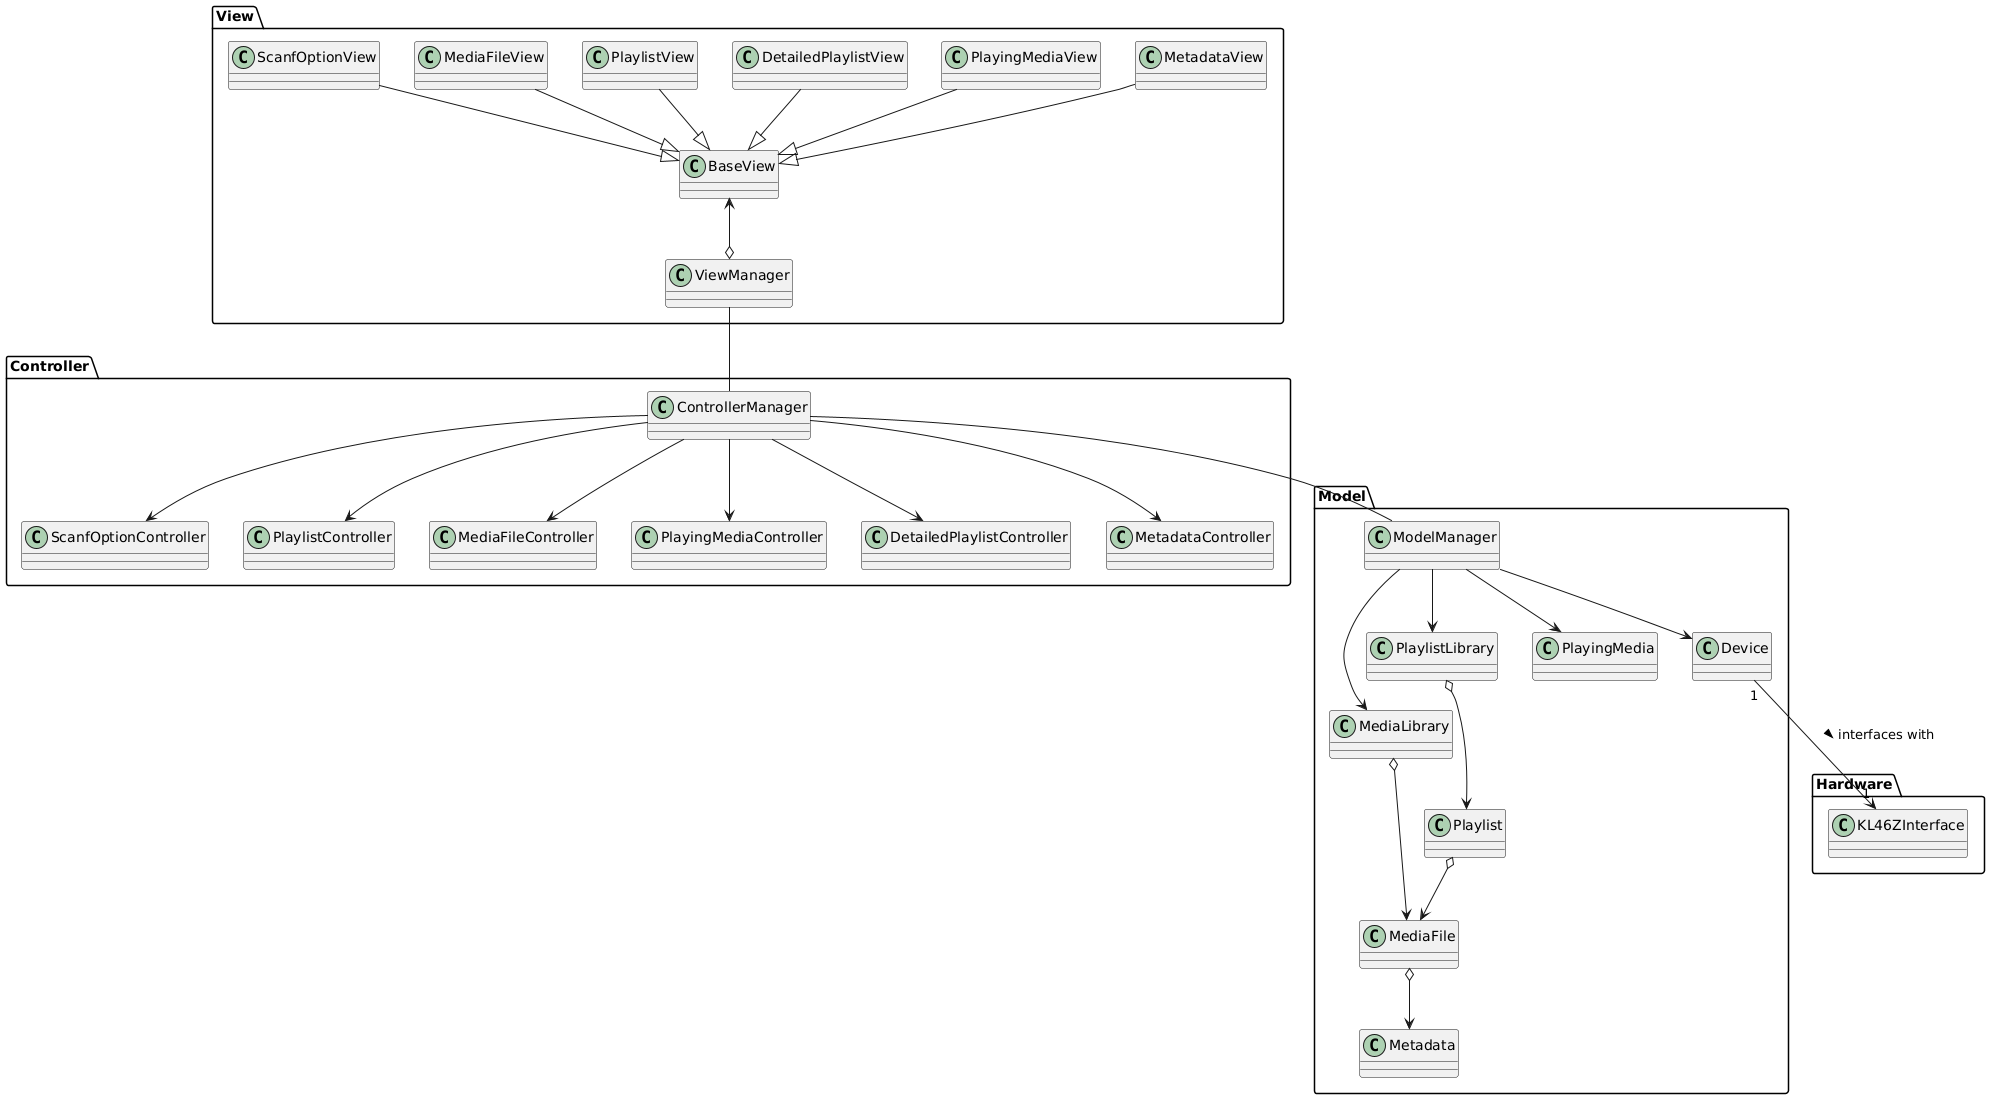 View
C ScanfOptionView
C MediaFileView
C PlaylistView
C DetailedPlaylistView
C PlayingMediaView
C MetadataView
C BaseView
C ViewManager
Controller
C ControllerManager
C ScanfOptionController
C PlaylistController
C MediaFileController
C PlayingMediaController
C DetailedPlaylistController
C MetadataController
Model
C ModelManager
C PlaylistLibrary
C PlayingMedia
C Device
1
C MediaLibrary
interfaces with
Hardware
1
C KL46ZInterface
C Playlist
C MediaFile
C Metadata